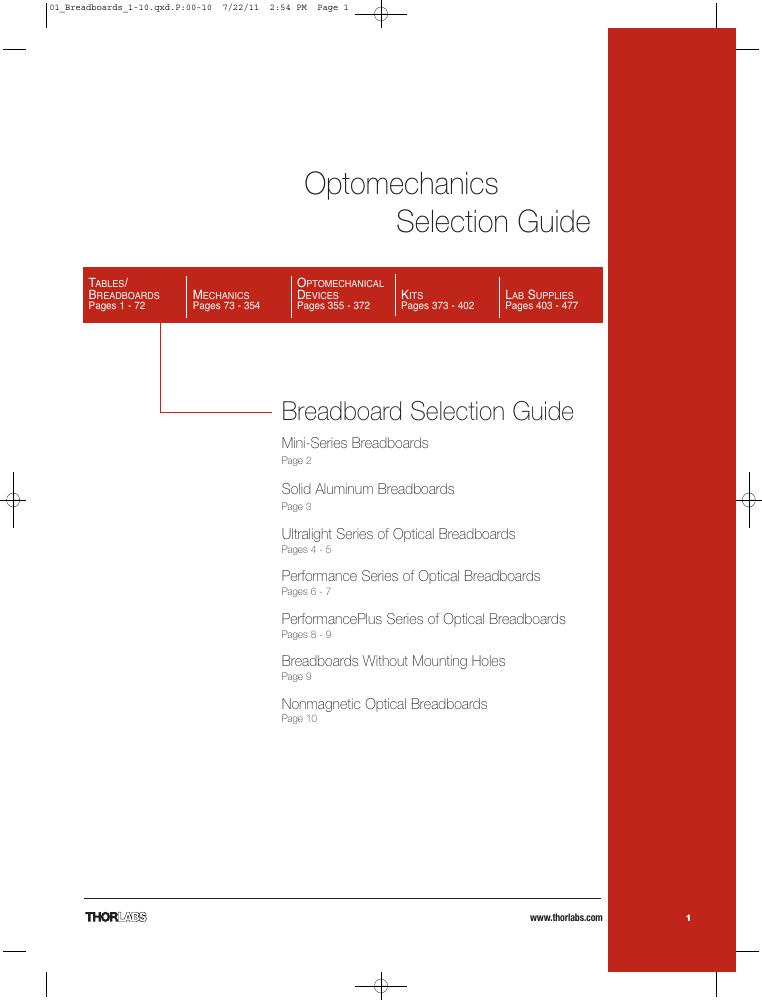 01_Breadboards_1-10.qxd.P:00-10 7/22/11 2:54 PM Page 1
Optomechanics
Selection Guide
TABLES/
BREADBOARDS
Pages 1 - 72
MECHANICS
Pages 73 - 354
OPTOMECHANICAL
DEVICES
Pages 355 - 372
KITS
Pages 373 - 402
LAB SUPPLIES
Pages 403 - 477
Breadboard Selection Guide
Mini-Series Breadboards
Page 2
Solid Aluminum Breadboards
Page 3
Ultralight Series of Optical Breadboards
Pages 4 - 5
Performance Series of Optical Breadboards
Pages 6 - 7
PerformancePlus Series of Optical Breadboards
Pages 8 - 9
Breadboards Without Mounting Holes
Page 9
Nonmagnetic Optical Breadboards
Page 10
THORLABS
www.thorlabs.com
1